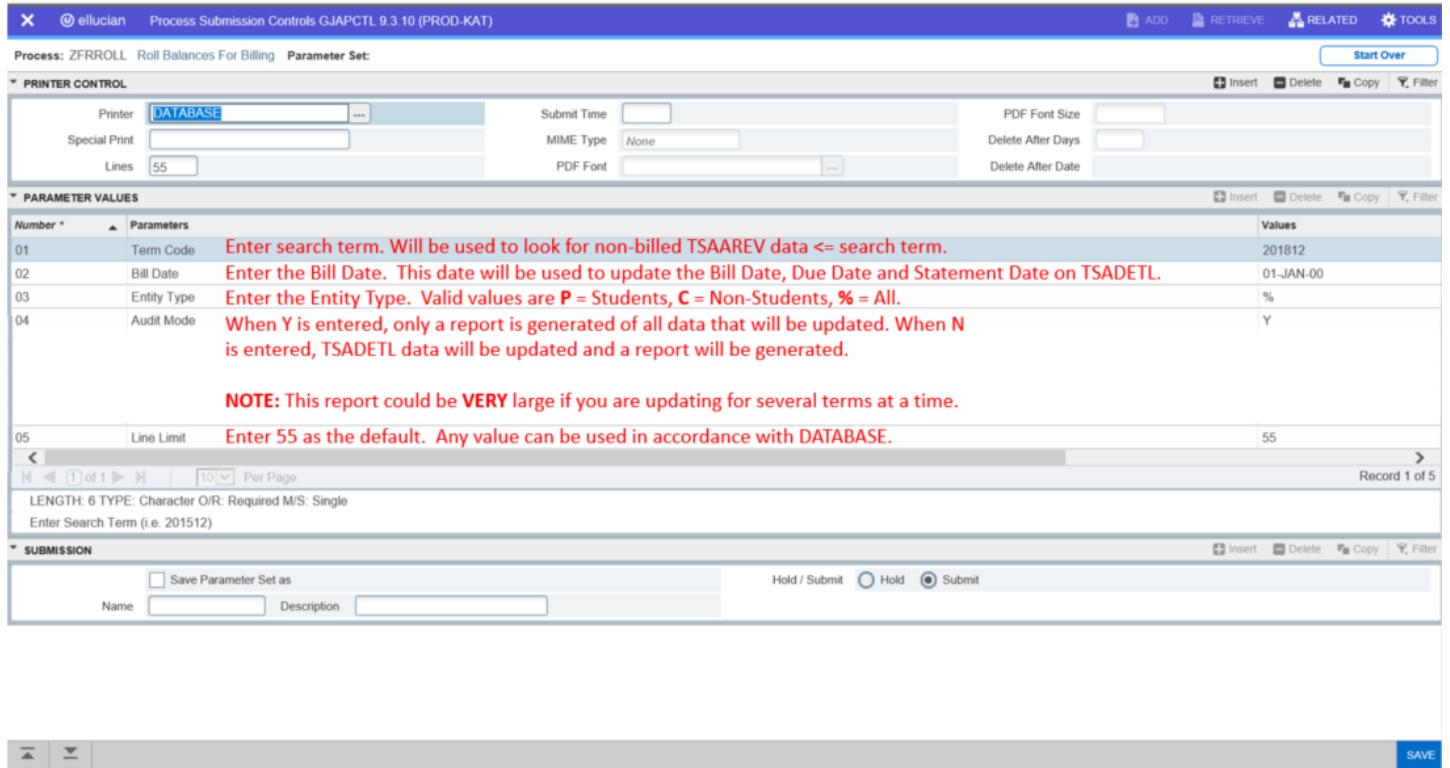 ellucian Process Submission Controls GJAPCTL 9.3.10 (PROD-KAT) ADD RETRIEVE RELATED TOOLS
Process: ZFRROLL Roll Balances For Billing Parameter Set: Start Over
PRINTER CONTROL Insert Delete Copy Filter
Printer DATABASE ... Submit Time PDF Font Size
Special Print MIME Type None Delete After Days
Lines 55 PDF Font ... Delete After Date
PARAMETER VALUES Insert Delete Copy Filter
Number * Parameters Values
01 Term Code Enter search term. Will be used to look for non-billed TSAAREV data <= search term. 201812
02 Bill Date Enter the Bill Date. This date will be used to update the Bill Date, Due Date and Statement Date on TSADETL. 01-JAN-00
03 Entity Type Enter the Entity Type. Valid values are P = Students, C = Non-Students, % = All. %
04 Audit Mode When Y is entered, only a report is generated of all data that will be updated. When N Y
is entered, TSADETL data will be updated and a report will be generated.
NOTE: This report could be VERY large if you are updating for several terms at a time.
05 Line Limit Enter 55 as the default. Any value can be used in accordance with DATABASE. 55
1 of 1 10 Per Page Record 1 of 5
LENGTH: 6 TYPE: Character O/R: Required M/S: Single
Enter Search Term (i.e. 201512)
SUBMISSION Insert Delete Copy Filter
Save Parameter Set as Hold / Submit Hold Submit
Name Description
SAVE